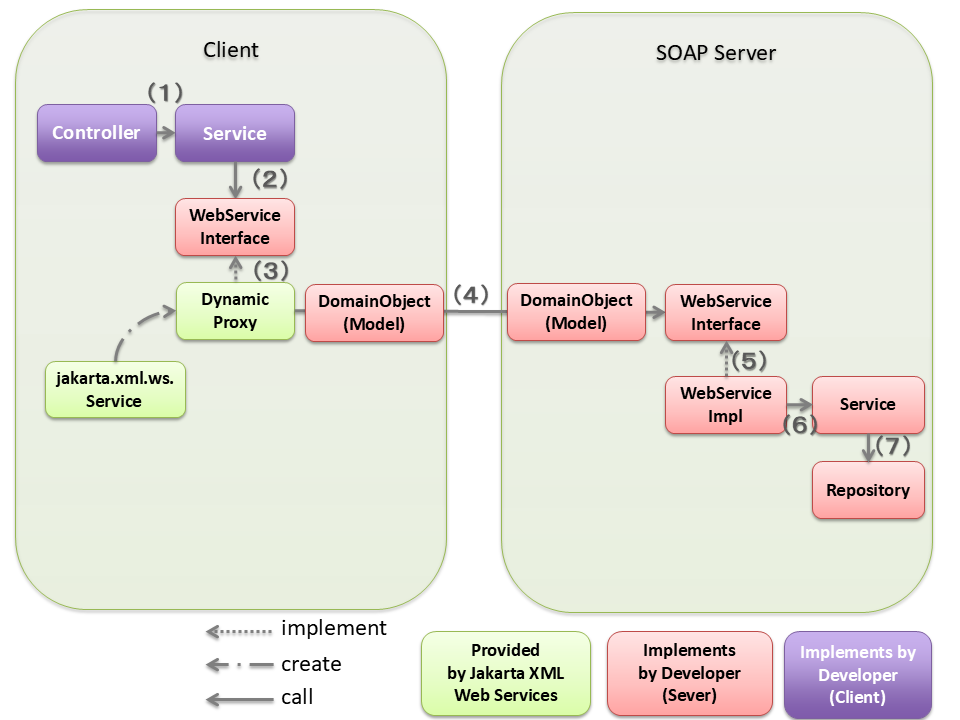 Client
(1)
Controller
Service
(2)
WebService
Interface
(3)
Dynamic
Proxy
DomainObject
(Model)
jakarta.xml.ws.
Service
(4)
SOAP Server
DomainObject
(Model)
WebService
Interface
(5)
WebService
Impl
(6)
Service
(7)
Repository
implement
create
call
Provided
by Jakarta XML
Web Services
Implements
by Developer
(Sever)
Implements by
Developer
(Client)